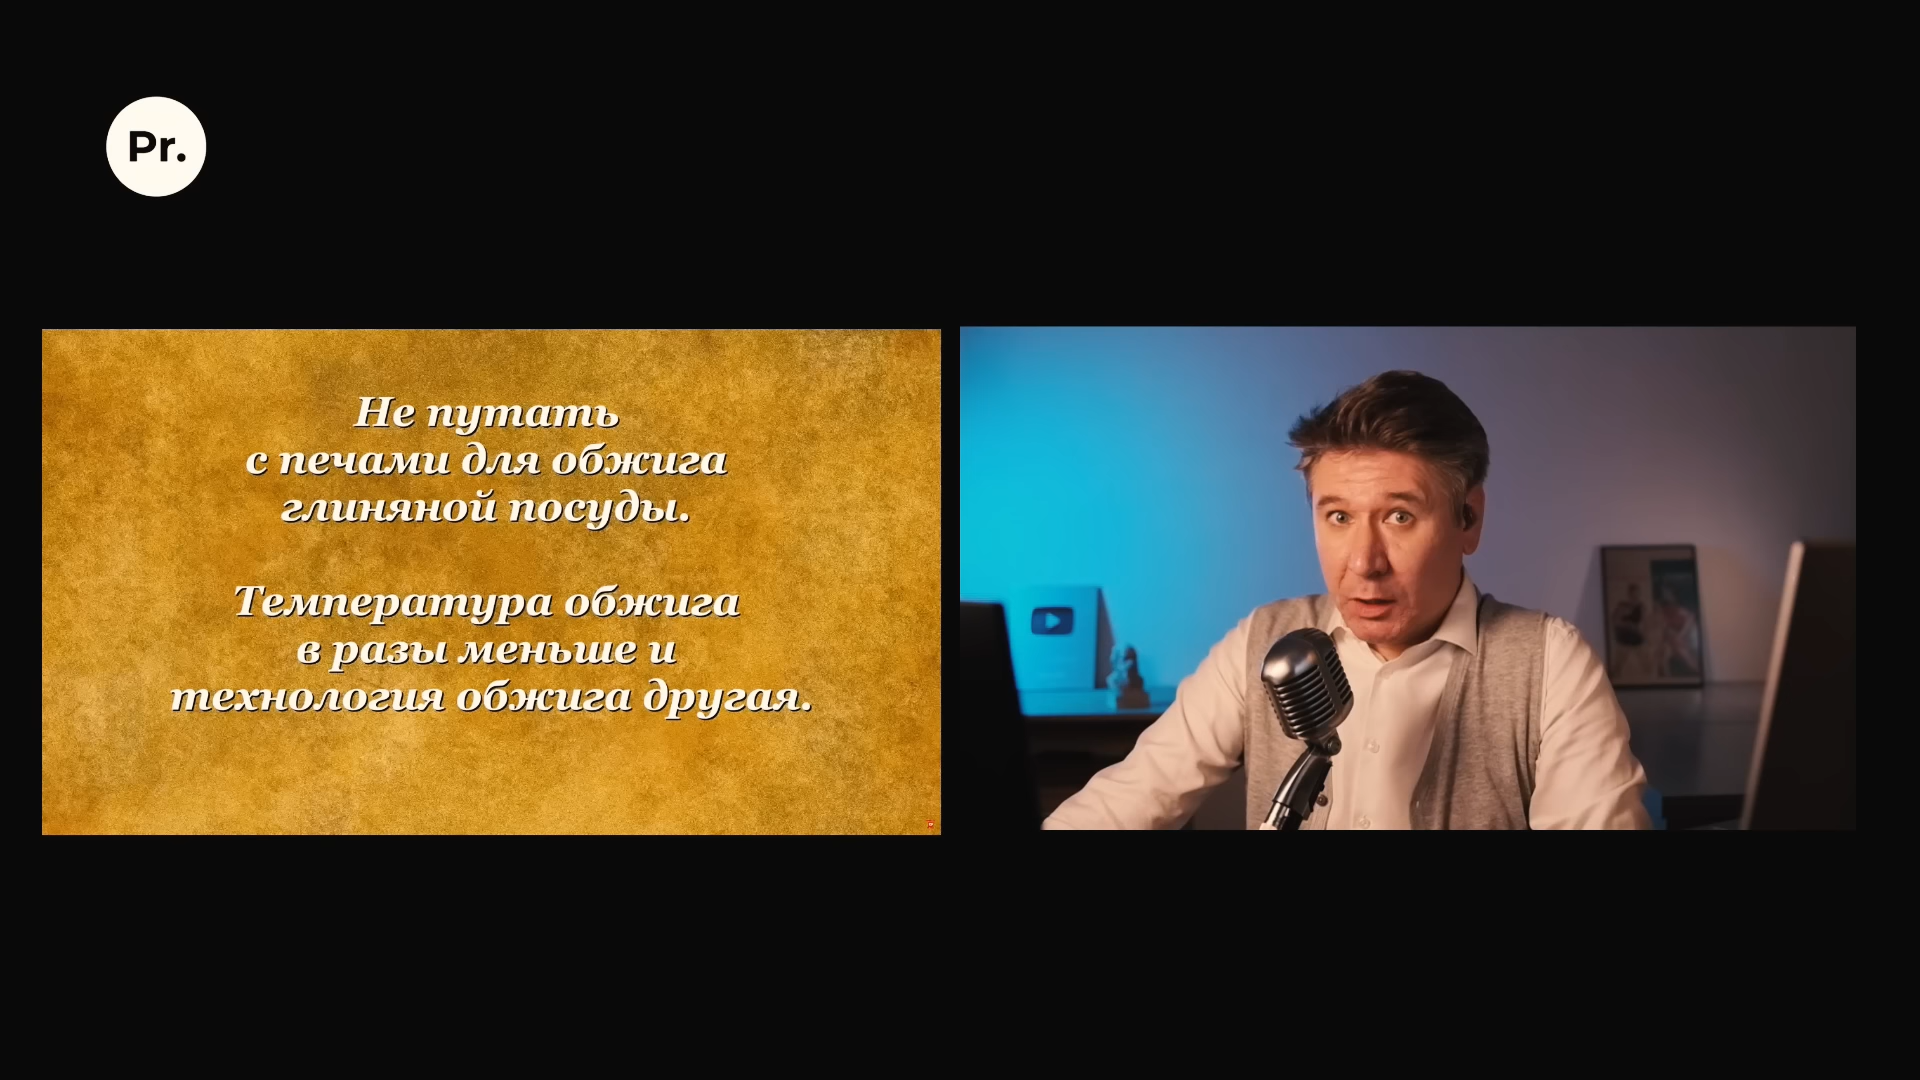 Pr.
Не путать
с печами для обжига
глиняной посуды.
Температура обжига
в разы меньше и
технология обжига другая.